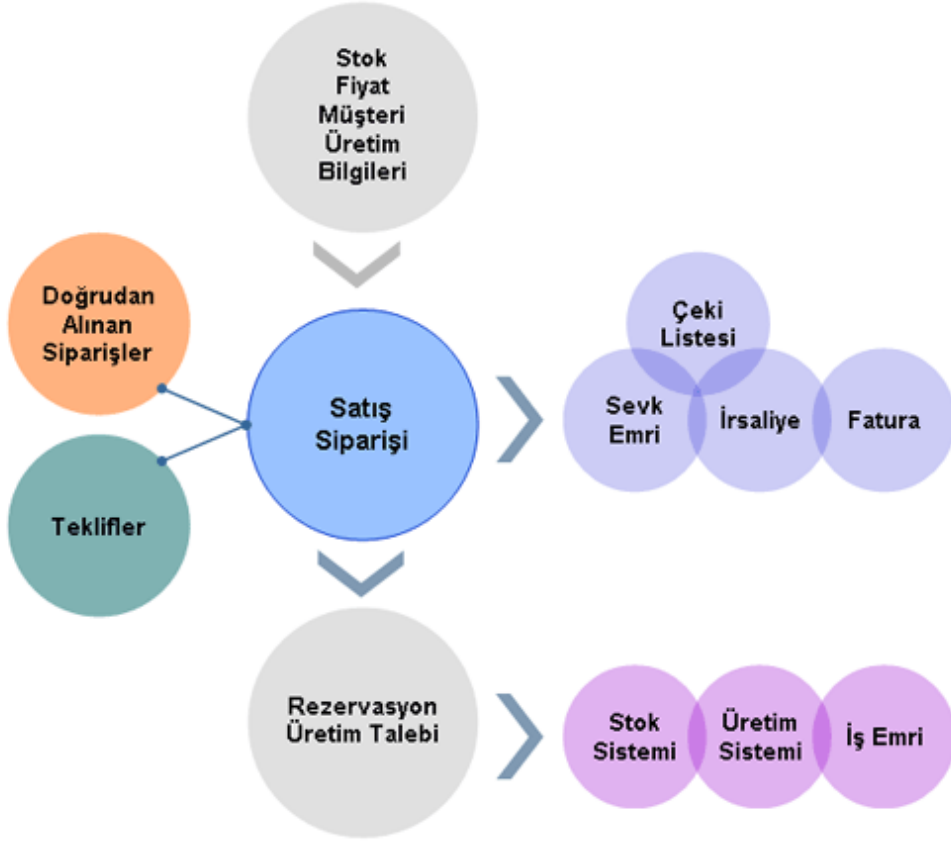 Stok
Fiyat
Müşteri
Üretim
Bilgileri
Doğrudan
Alınan
Siparişler
Teklifler
Satış
Siparişi
Çeki
Listesi
Sevk
Emri
İrsaliye
Fatura
Rezervasyon
Üretim Talebi
Stok
Sistemi
Üretim
Sistemi
İş Emri